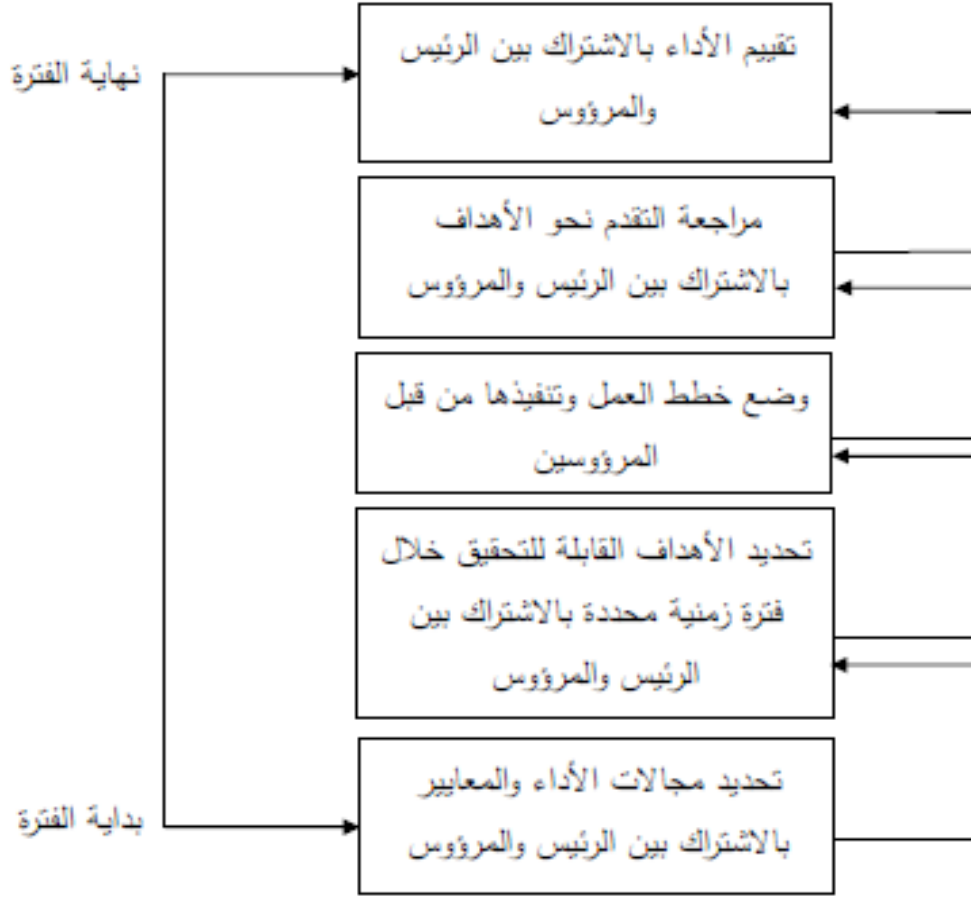 تقييم الأداء بالاشتراك بين الرئيس
والمرؤوس
نهاية الفترة
مراجعة التقدم نحو الأهداف
بالاشتراك بين الرئيس والمرؤوس
وضع خطط العمل وتنفيذها من قبل
المرؤوسين
تحديد الأهداف القابلة للتحقيق خلال
فترة زمنية محددة بالاشتراك بين
الرئيس والمرؤوس
تحديد مجالات الأداء والمعايير
بالاشتراك بين الرئيس والمرؤوس
بداية الفترة